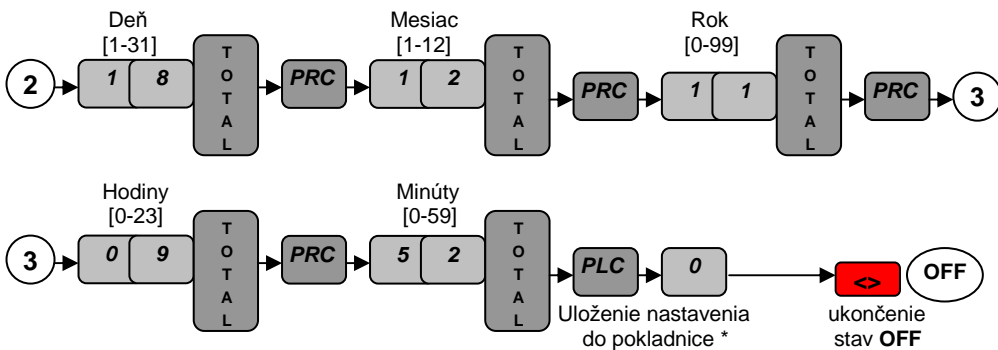 Deň
[1-31]
Mesiac
[1-12]
Rok
[0-99]
2 1 8 TOTAL PRC 1 2 TOTAL PRC 1 1 TOTAL PRC 3
Hodiny
[0-23]
Minúty
[0-59]
3 0 9 TOTAL PRC 5 2 TOTAL PLC 0 <> OFF
Uloženie nastavenia
do pokladnice *
ukončenie
stav OFF